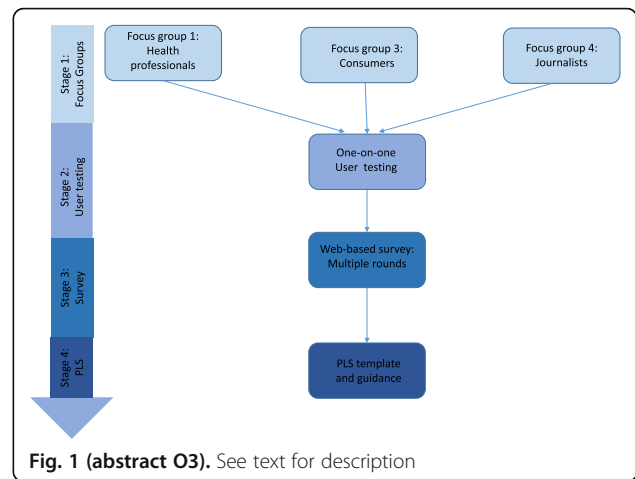 Stage 1:
Focus Groups
Focus group 1:
Health
professionals
Focus group 3:
Consumers
Focus group 4:
Journalists
Stage 2:
User testing
One-on-one
User testing
Stage 3:
Survey
Web-based survey:
Multiple rounds
Stage 4:
PLS
PLS template
and guidance
Fig. 1 (abstract O3). See text for description